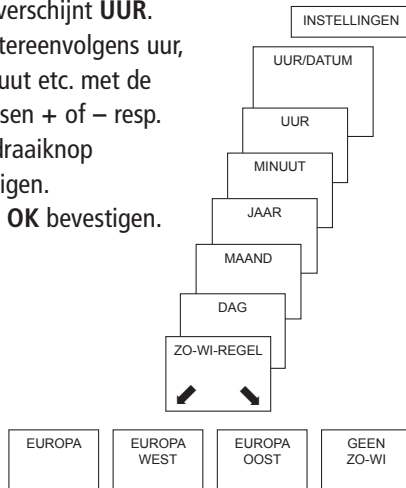 verschijnt UUR.
tereenvolgens uur,
uut etc. met de
sen + of – resp.
draaiknop
igen.
OK bevestigen.
INSTELLINGEN
UUR/DATUM
UUR
MINUUT
JAAR
MAAND
DAG
ZO-WI-REGEL
EUROPA
EUROPA
WEST
EUROPA
OOST
GEEN
ZO-WI